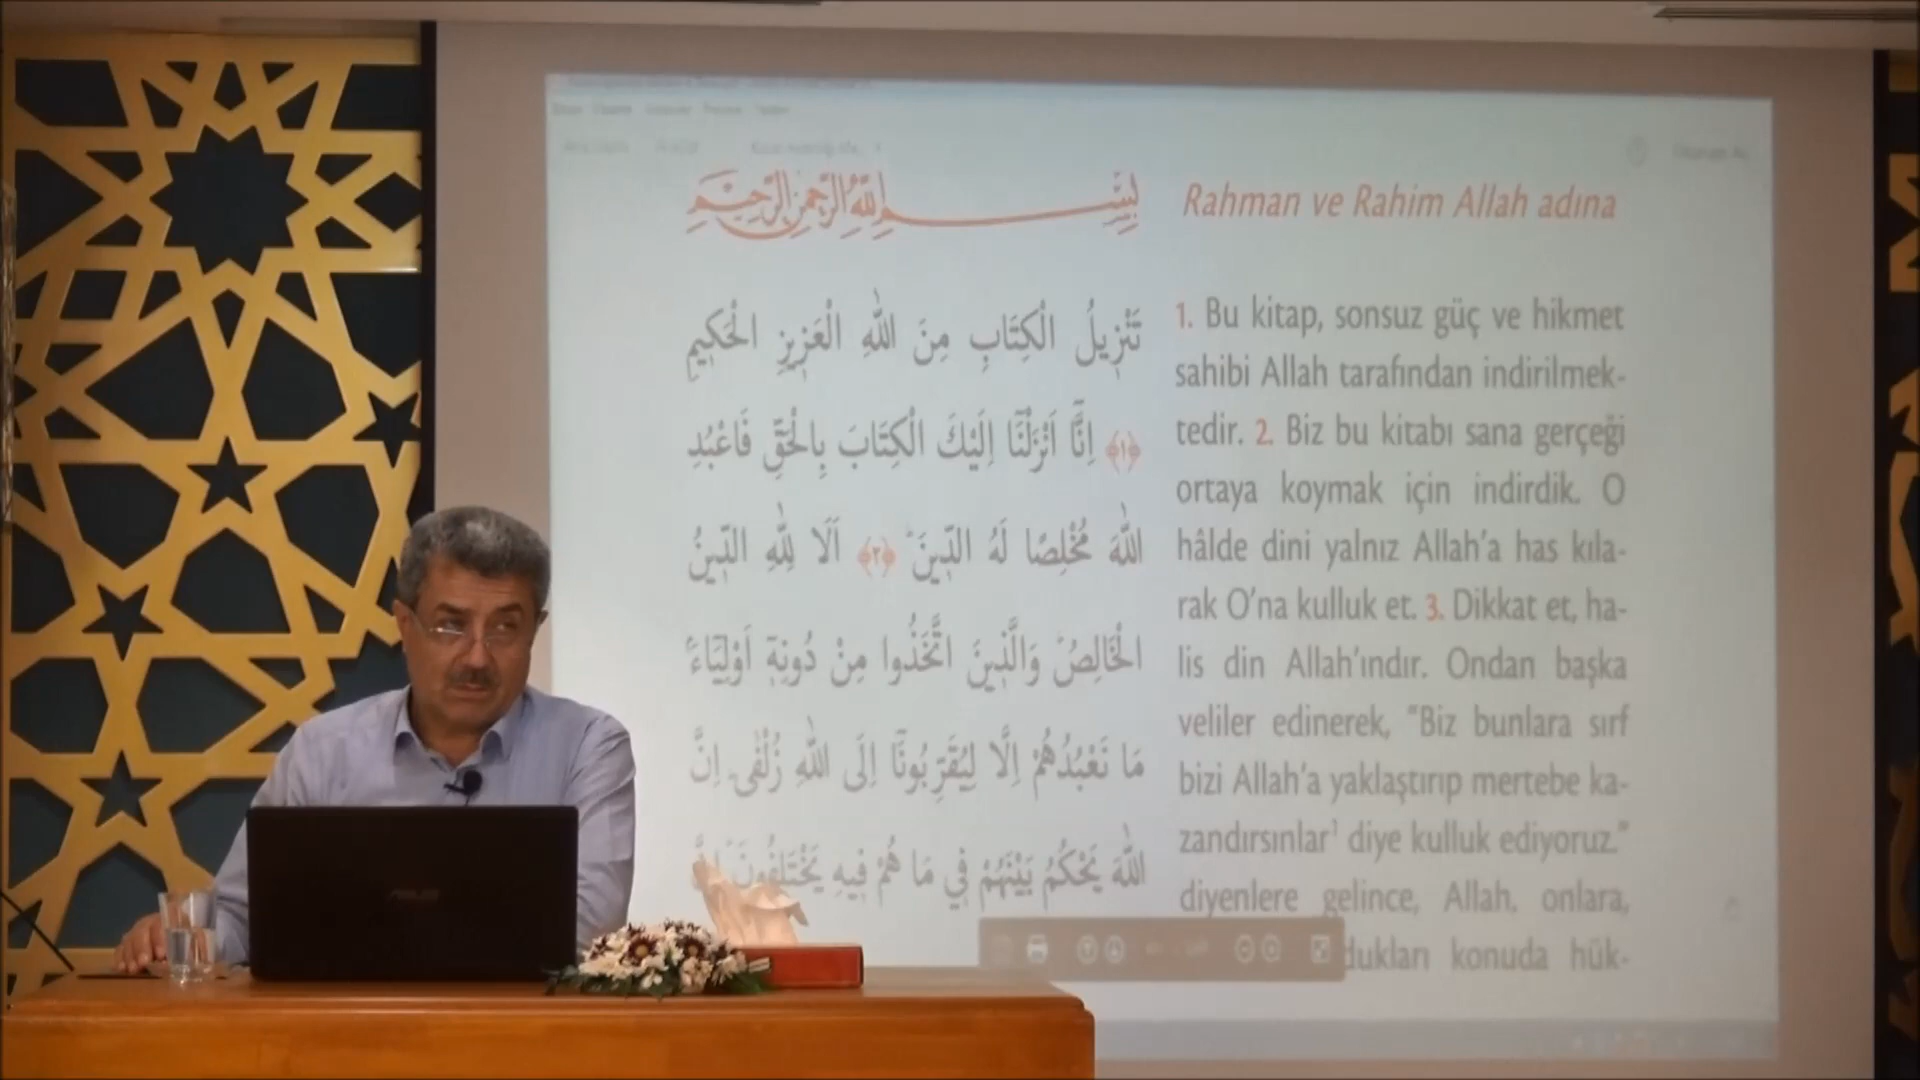 بِسْمِ اللّٰهِ الرَّحْمٰنِ الرَّحِيمِ
تَنْزِيلُ الْكِتَابِ مِنَ اللّٰهِ الْعَزِيزِ الْحَكِيمِ
﴿١﴾ اِنَّٓا اَنْزَلْنَٓا اِلَيْكَ الْكِتَابَ بِالْحَقِّ فَاعْبُدِ
اللّٰهَ مُخْلِصًا لَهُ الدّ۪ينَۜ ﴿٢﴾ اَلَا لِلّٰهِ الدّ۪ينُ
الْخَالِصُۜ وَالَّذ۪ينَ اتَّخَذُوا مِنْ دُونِه۪ٓ اَوْلِيَٓاءَۢ
مَا نَعْبُدُهُمْ اِلَّا لِيُقَرِّبُونَٓا اِلَى اللّٰهِ زُلْفٰىۜ اِنَّ
اللّٰهَ يَحْكُمُ بَيْنَهُمْ ف۪ي مَا هُمْ ف۪يهِ يَخْتَلِفُونَۜ اِنَّ
Rahman ve Rahim Allah adına
1. Bu kitap, sonsuz güç ve hikmet
sahibi Allah tarafından indirilmek-
tedir. 2. Biz bu kitabı sana gerçeği
ortaya koymak için indirdik. O
hâlde dini yalnız Allah'a has kıla-
rak O'na kulluk et. 3. Dikkat et, ha-
lis din Allah'ındır. Ondan başka
veliler edinerek, "Biz bunlara sırf
bizi Allah'a yaklaştırıp mertebe ka-
zandırsınlar¹ diye kulluk ediyoruz."
diyenlere gelince, Allah, onlara,
dukları konuda hük-
ASUS